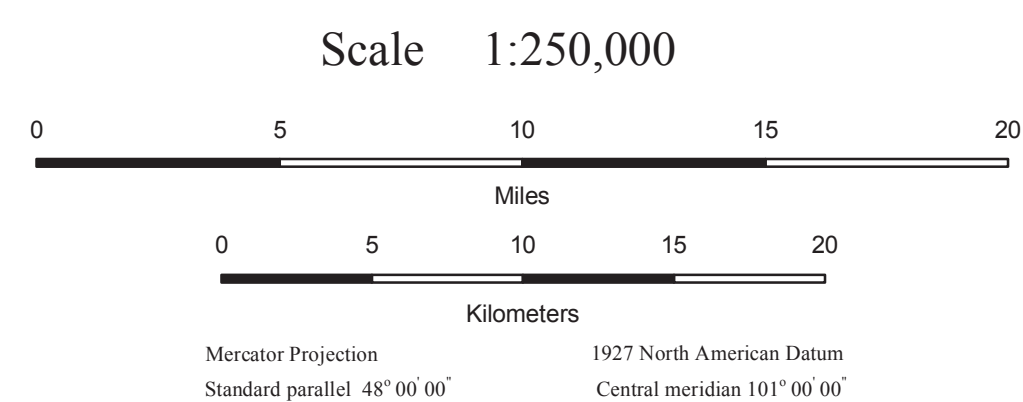 Scale 1:250,000
0 5 10 15 20
Miles
0 5 10 15 20
Kilometers
Mercator Projection 1927 North American Datum
Standard parallel 48° 00' 00" Central meridian 101° 00' 00"